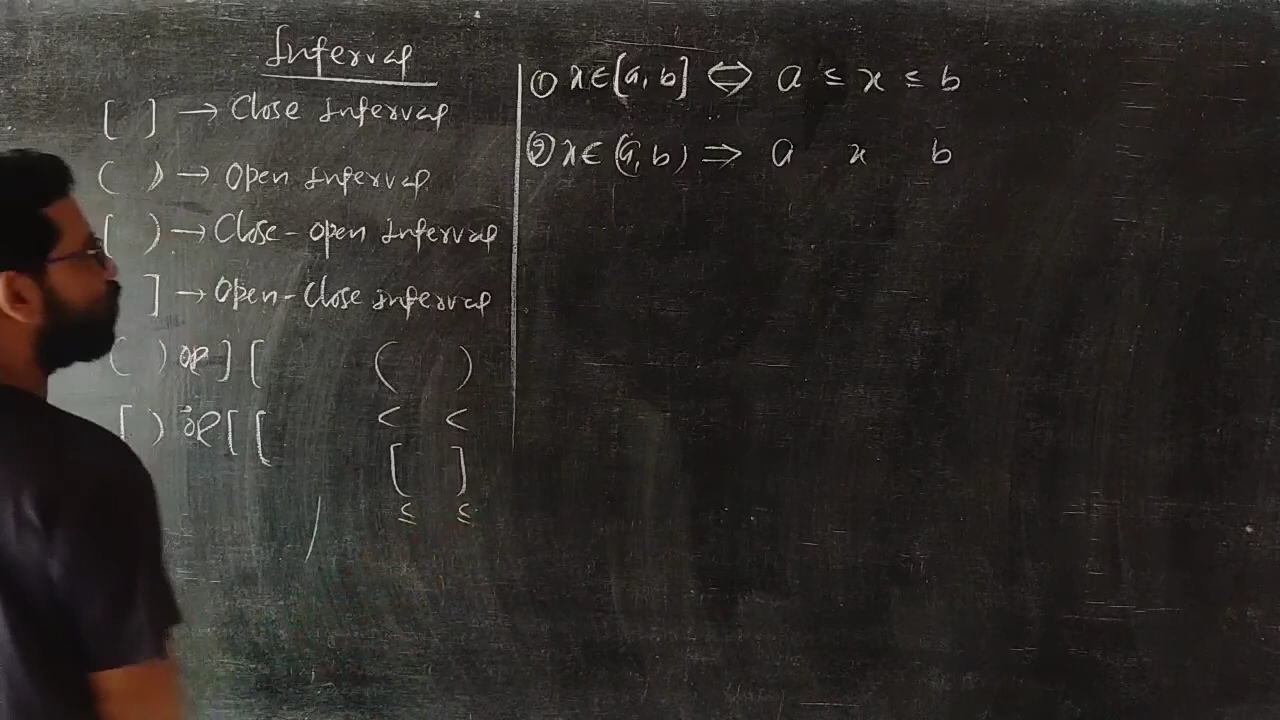 Interval
[ ] → Close Interval
( ) → Open Interval
[ ) → Close-open interval
] → Open-Close interval
( ) or ] [
[ ) or [ [
( )
< <
[ ]
≤ ≤
① x∈[a, b] ⇔ a ≤ x ≤ b
② x∈(a, b) ⇒ a x b